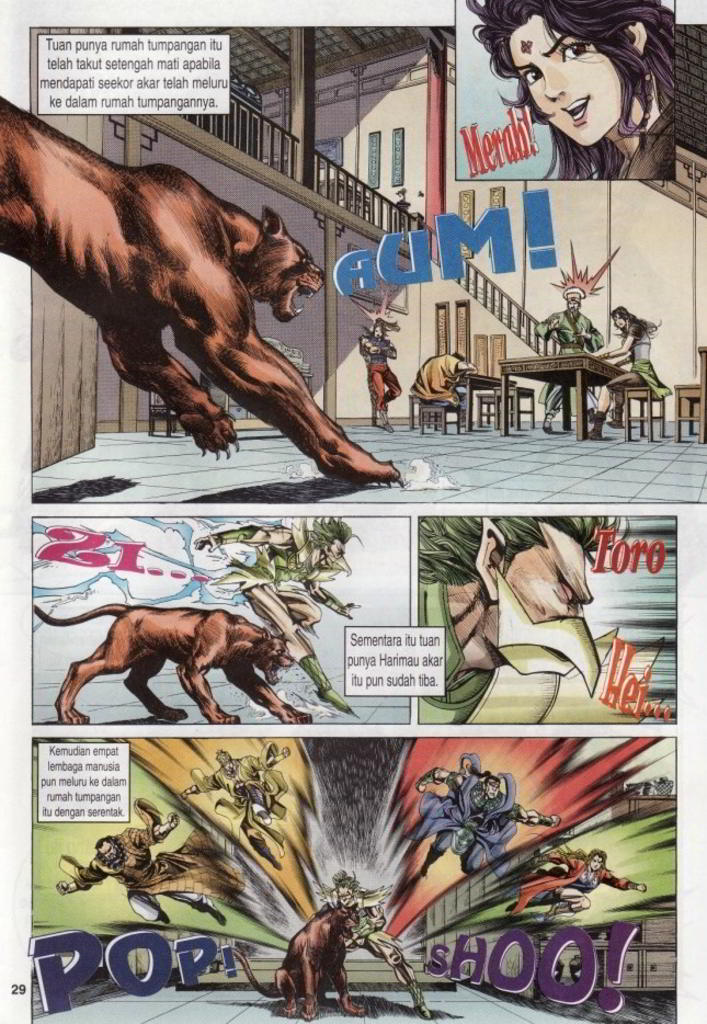 Tuan punya rumah tumpangan itu
telah takut setengah mati apabila
mendapati seekor akar telah meluru
ke dalam rumah tumpangannya.
Merah!
AUM!
ZI...
Sementara itu tuan
punya Harimau akar
itu pun sudah tiba.
Toro
Hei...
Kemudian empat
lembaga manusia
pun meluru ke dalam
rumah tumpangan
itu dengan serentak.
POP!
SHOO!
29